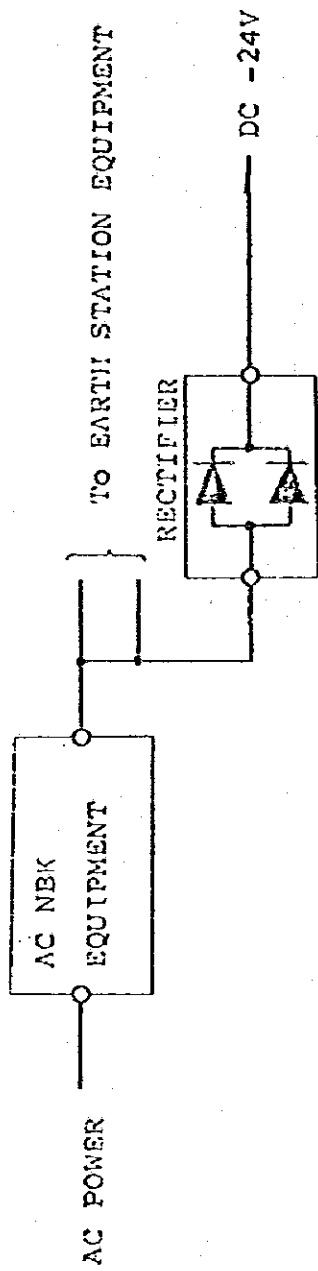 AC POWER
AC NBK
EQUIPMENT
To EARTH STATION EQUIPMENT
RECTIFIER
DC -24V